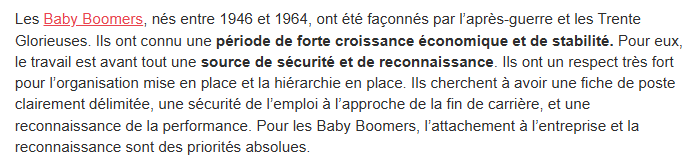 Les Baby Boomers, nés entre 1946 et 1964, ont été façonnés par l’après-guerre et les Trente
Glorieuses. Ils ont connu une période de forte croissance économique et de stabilité. Pour eux,
le travail est avant tout une source de sécurité et de reconnaissance. Ils ont un respect très fort
pour l’organisation mise en place et la hiérarchie en place. Ils cherchent à avoir une fiche de poste
clairement délimitée, une sécurité de l’emploi à l’approche de la fin de carrière, et une
reconnaissance de la performance. Pour les Baby Boomers, l’attachement à l’entreprise et la
reconnaissance sont des priorités absolues.